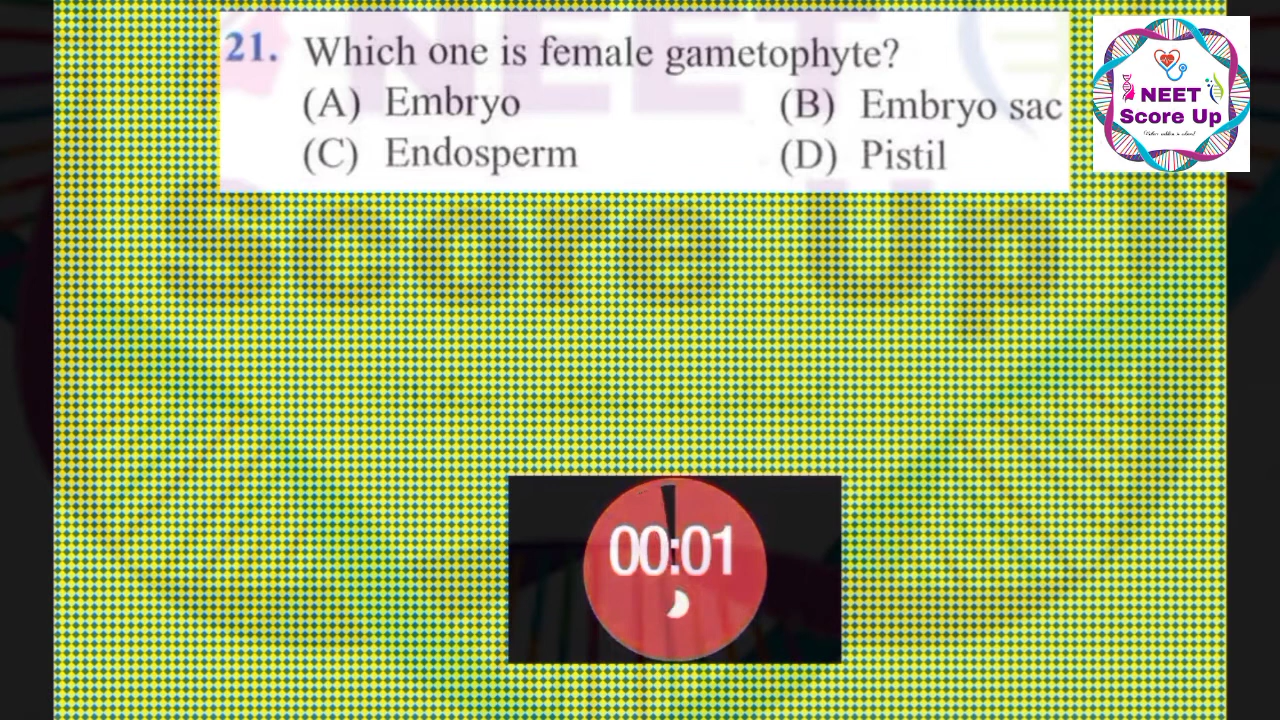 21. Which one is female gametophyte?
(A) Embryo (B) Embryo sac
(C) Endosperm (D) Pistil
NEET
Score Up
00:01